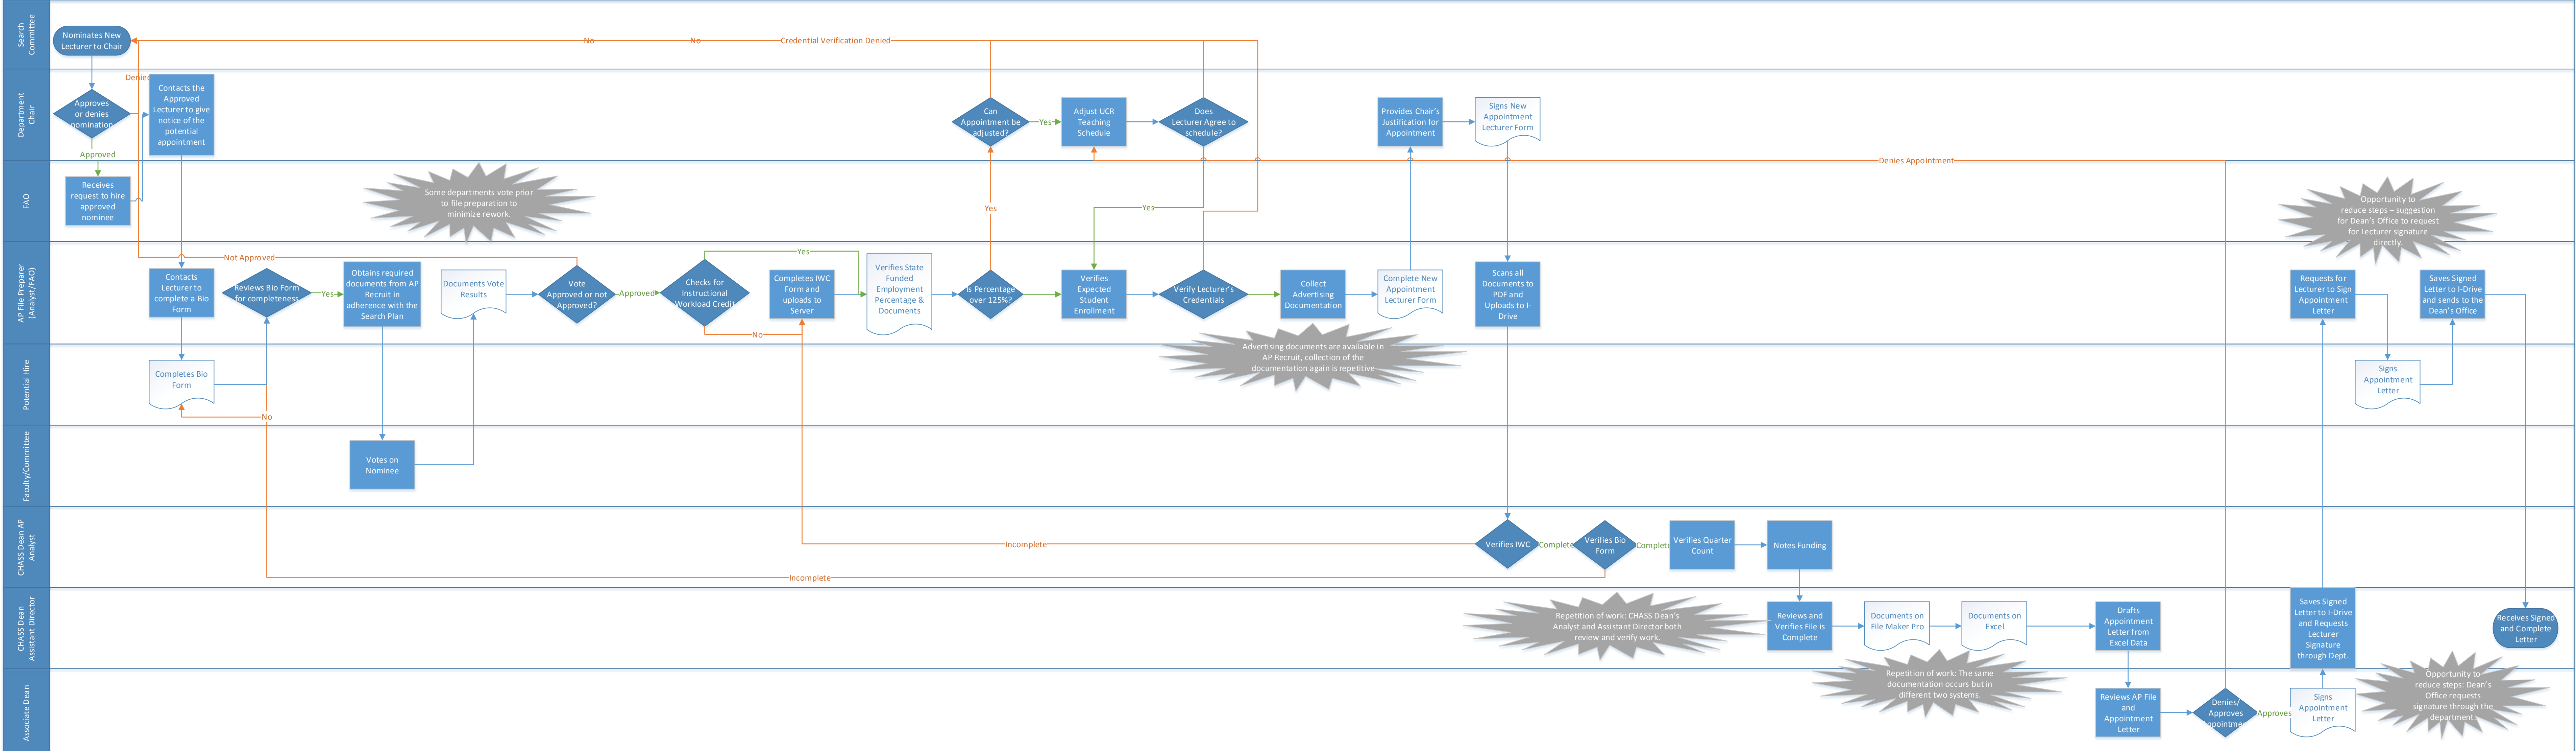 Search
Committee
Nominates New
Lecturer to Chair
No
No
Credential Verification Denied
Department
Chair
Denied
Approves
or denies
nomination
Approved
Contacts the
Approved
Lecturer to give
notice of the
potential
appointment
Can
Appointment be
adjusted?
Yes
Adjust UCR
Teaching
Schedule
Does
Lecturer Agree to
schedule?
Provides Chair's
Justification for
Appointment
Signs New
Appointment
Lecturer Form
Denies Appointment
FAO
Receives
request to hire
approved
nominee
Some departments vote prior
to file preparation to
minimize rework.
Yes
Yes
Opportunity to
reduce steps – suggestion
for Dean's Office to request
for Lecturer signature
directly.
AP File Preparer
(Analyst/FAO)
Not Approved
Contacts
Lecturer to
complete a Bio
Form
Reviews Bio Form
for completeness
Yes
Obtains required
documents from AP
Recruit in
adherence with the
Search Plan
Documents Vote
Results
Vote
Approved or not
Approved?
Approved
Checks for
Instructional
Workload Credit
Yes
No
Completes IWC
Form and
uploads to
Server
Verifies State
Funded
Employment
Percentage &
Documents
Is Percentage
over 125%?
Verifies
Expected
Student
Enrollment
Verify Lecturer's
Credentials
Collect
Advertising
Documentation
Complete New
Appointment
Lecturer Form
Scans all
Documents to
PDF and
Uploads to I-
Drive
Requests for
Lecturer to Sign
Appointment
Letter
Saves Signed
Letter to I-Drive
and sends to the
Dean's Office
Advertising documents are available in
AP Recruit, collection of the
documentation again is repetitive
Potential Hire
Completes Bio
Form
No
Signs
Appointment
Letter
Faculty/Committee
Votes on
Nominee
CHASS Dean AP
Analyst
Incomplete
Verifies IWC
Complete
Verifies Bio
Form
Complete
Verifies Quarter
Count
Notes Funding
Incomplete
CHASS Dean
Assistant Director
Repetition of work: CHASS Dean's
Analyst and Assistant Director both
review and verify work.
Reviews and
Verifies File is
Complete
Documents on
File Maker Pro
Documents on
Excel
Drafts
Appointment
Letter from
Excel Data
Saves Signed
Letter to I-Drive
and Requests
Lecturer
Signature
through Dept.
Receives Signed
and Complete
Letter
Associate Dean
Repetition of work: The same
documentation occurs but in
different two systems.
Reviews AP File
and
Appointment
Letter
Denies/
Approves
ppointme
Approves
Signs
Appointment
Letter
Opportunity to
reduce steps: Dean's
Office requests
signature through the
department.